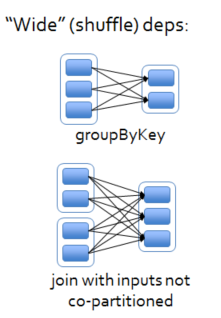 “Wide” (shuffle) deps:
groupByKey
join with inputs not
co-partitioned